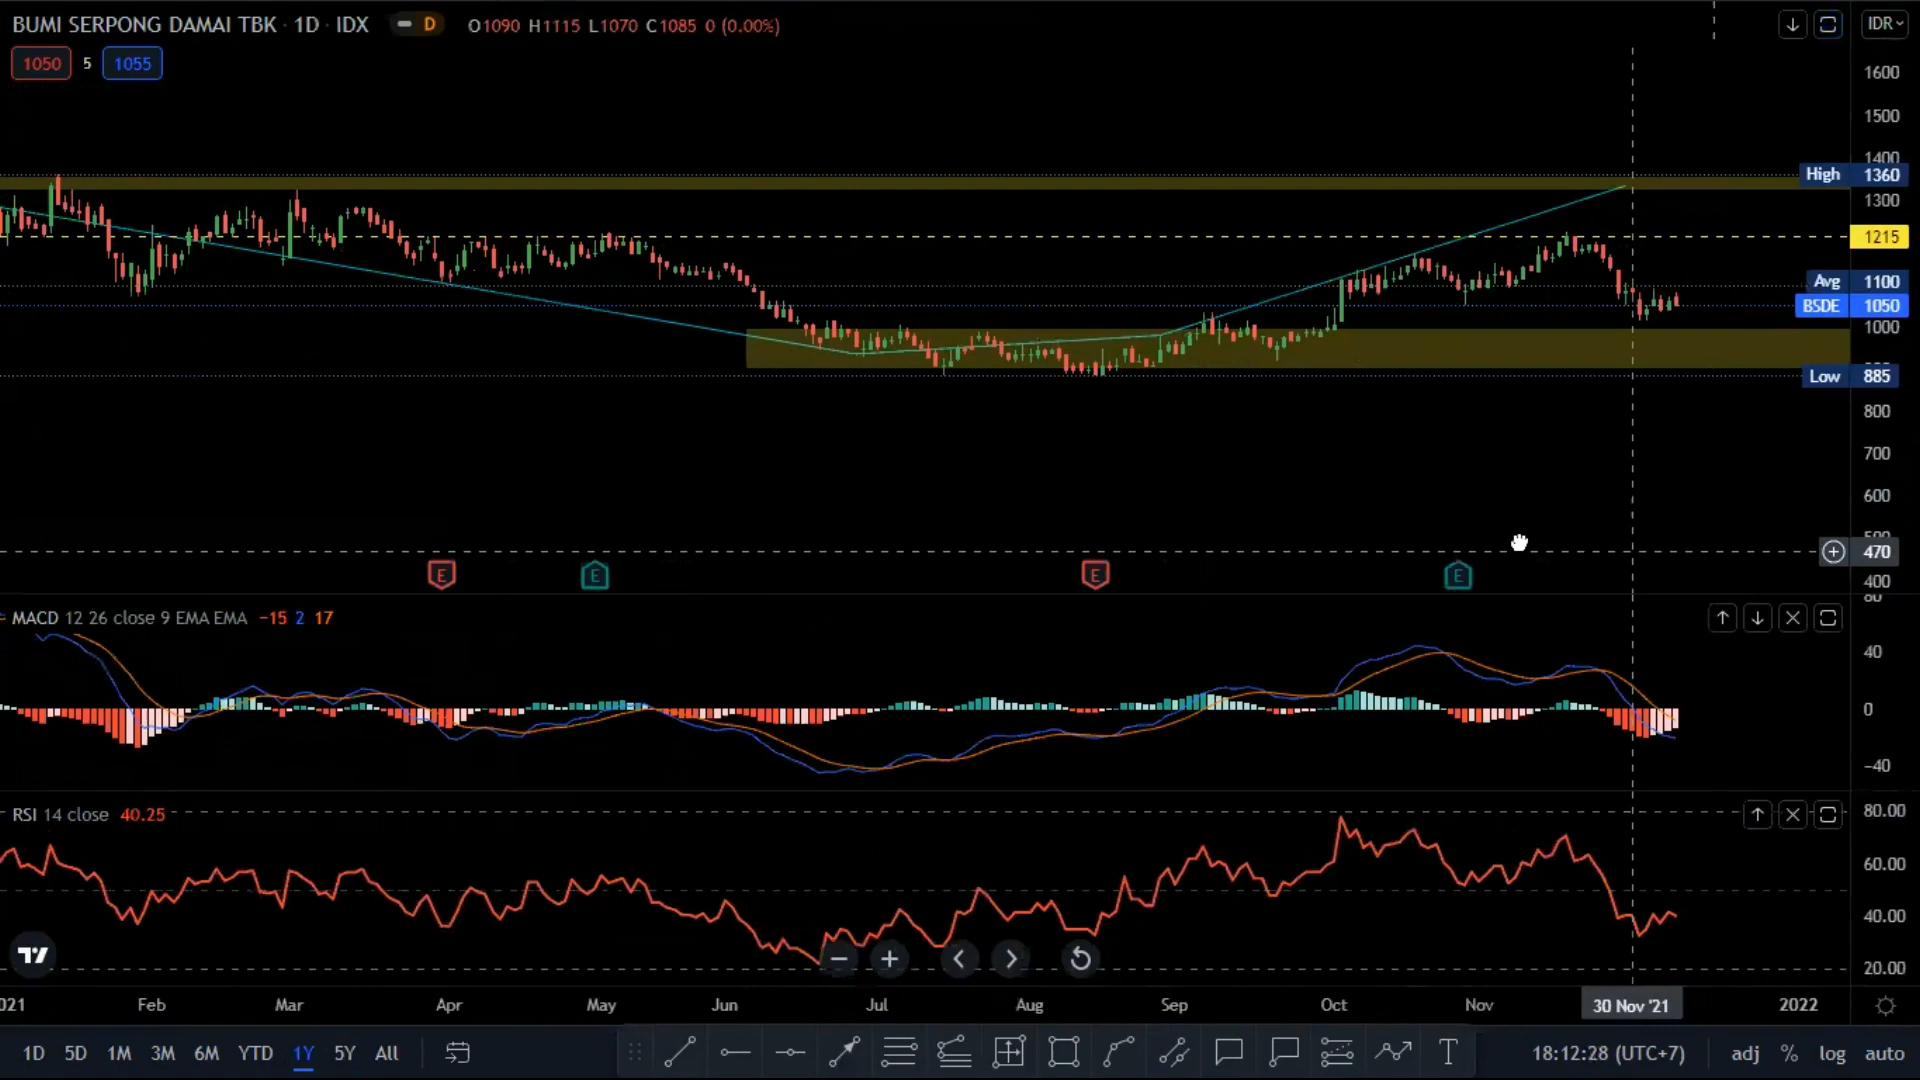 BUMI SERPONG DAMAI TBK · 1D · IDX D O1090 H1115 L1070 C1085 0 (0.00%) IDR
1050 5 1055
1600
1500
1400
High 1360
1300
1215
Avg 1100
BSDE 1050
1000
Low 885
800
700
600
470
E E E E
400
MACD 12 26 close 9 EMA EMA −15 2 17
40
0
−40
RSI 14 close 40.25
80.00
60.00
40.00
20.00
Feb Mar Apr May Jun Jul Aug Sep Oct Nov 30 Nov '21 2022
1D 5D 1M 3M 6M YTD 1Y 5Y All T 18:12:28 (UTC+7) adj % log auto